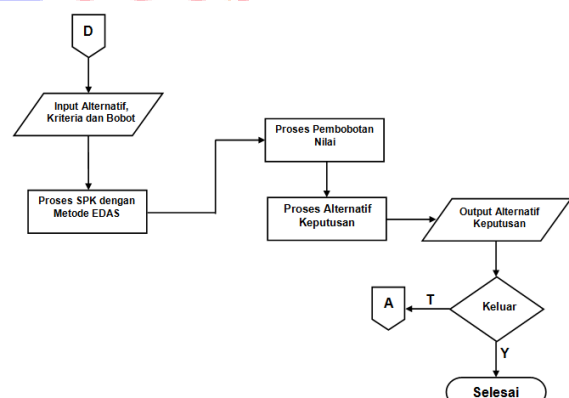 D
Input Alternatif,
Kriteria dan Bobot
Proses SPK dengan
Metode EDAS
Proses Pembobotan
Nilai
Proses Alternatif
Keputusan
Output Alternatif
Keputusan
Keluar
T
A
Y
Selesai